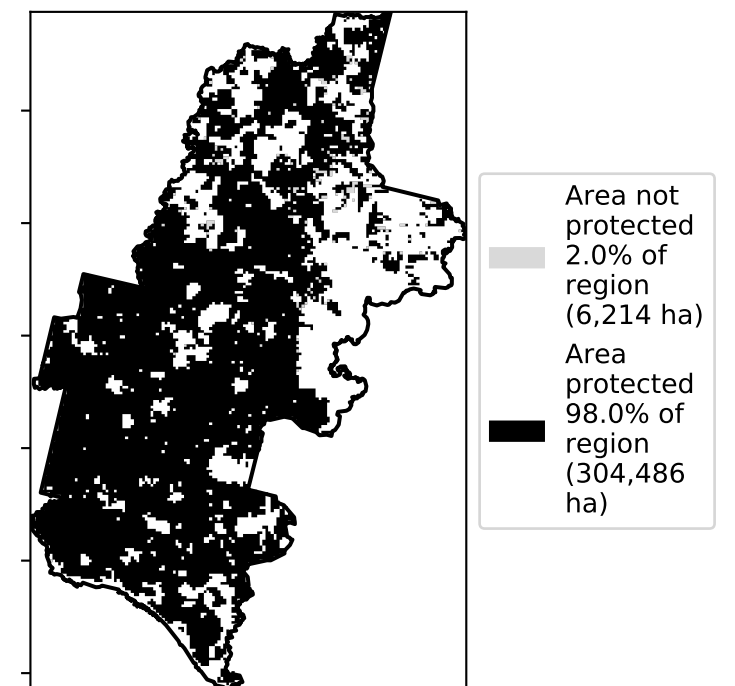 Area not
protected
2.0% of
region
(6,214 ha)
Area
protected
98.0% of
region
(304,486
ha)